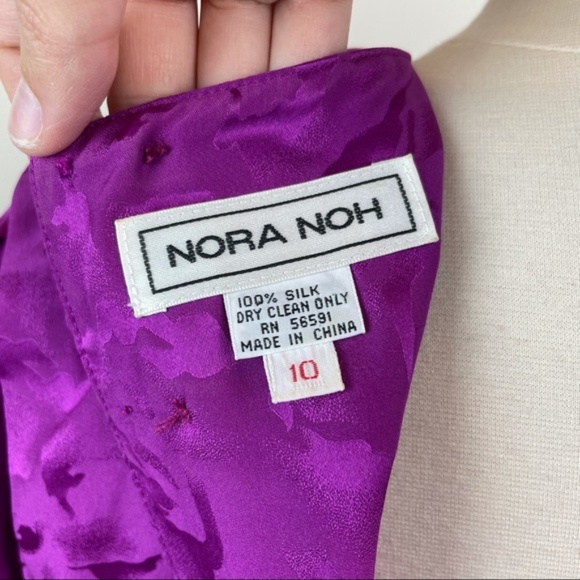 NORA NOH
100% SILK
DRY CLEAN ONLY
RN 56591
MADE IN CHINA
10